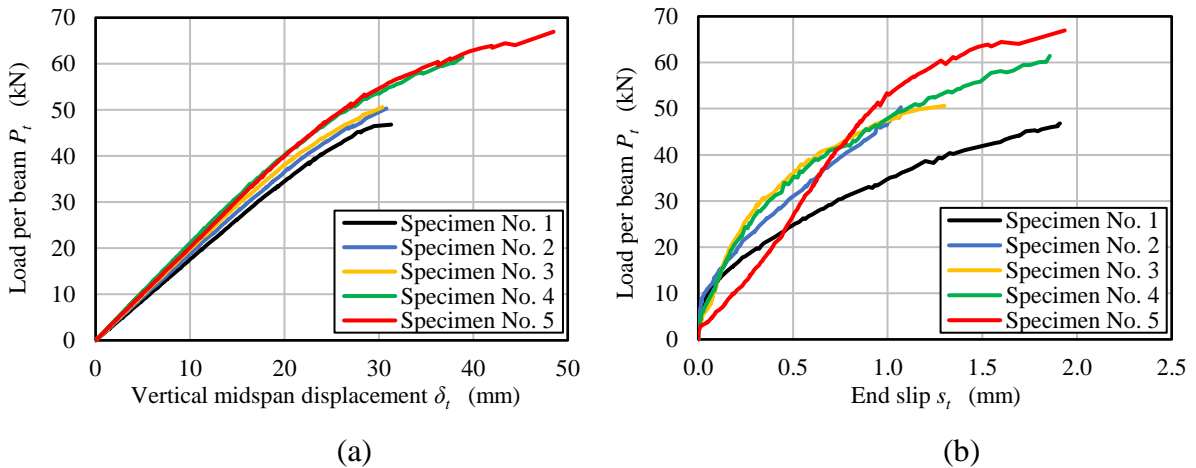 70
60
50
40
30
20
10
0
Load per beam P_t (kN)
Specimen No. 1
Specimen No. 2
Specimen No. 3
Specimen No. 4
Specimen No. 5
0 10 20 30 40 50
Vertical midspan displacement δ_t (mm)
(a)
70
60
50
40
30
20
10
0
Load per beam P_t (kN)
Specimen No. 1
Specimen No. 2
Specimen No. 3
Specimen No. 4
Specimen No. 5
0.0 0.5 1.0 1.5 2.0 2.5
End slip s_t (mm)
(b)